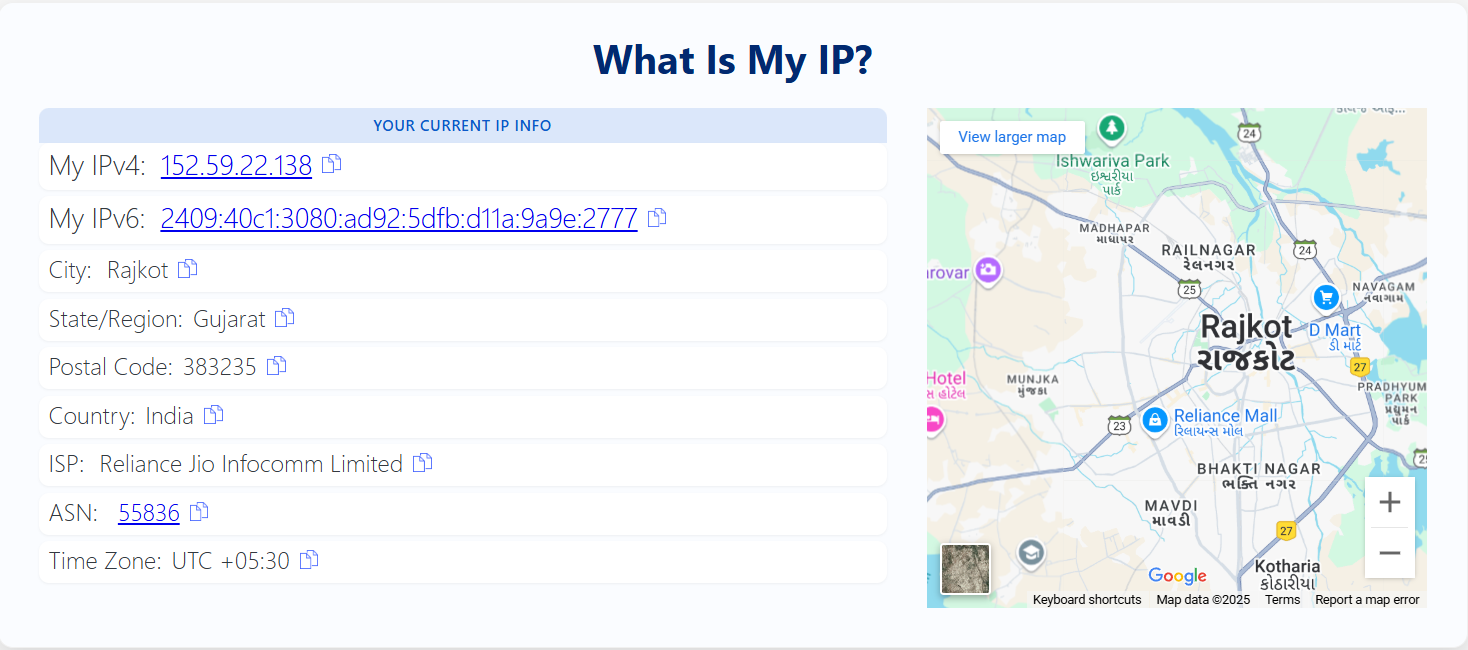 What Is My IP?
YOUR CURRENT IP INFO
My IPv4: 152.59.22.138
My IPv6: 2409:40c1:3080:ad92:5dfb:d11a:9a9e:2777
City: Rajkot
State/Region: Gujarat
Postal Code: 383235
Country: India
ISP: Reliance Jio Infocomm Limited
ASN: 55836
Time Zone: UTC +05:30
View larger map
24
Ishwariya Park
ઇશ્વરીયા
પાર્ક
MADHAPAR
માધાપર
RAILNAGAR
રેલનગર
24
25
NAVAGAM
નવાગામ
Rajkot
રાજકોટ
D Mart
ડી માર્ટ
27
Hotel
હોટેલ
MUNJKA
મુંજકા
PRADHYUM
PARK
પ્રદ્યુમન
પાર્ક
23
Reliance Mall
રિલાયન્સ મોલ
BHAKTI NAGAR
ભક્તિ નગર
MAVDI
માવડી
27
Kotharia
કોઠારીયા
Google
Keyboard shortcuts
Map data ©2025
Terms
Report a map error